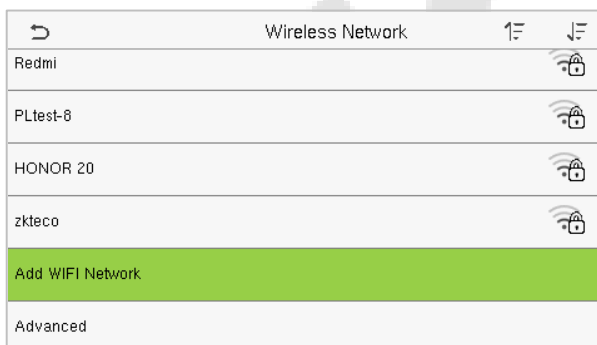 Wireless Network
Redmi
PLtest-8
HONOR 20
zkteco
Add WIFI Network
Advanced